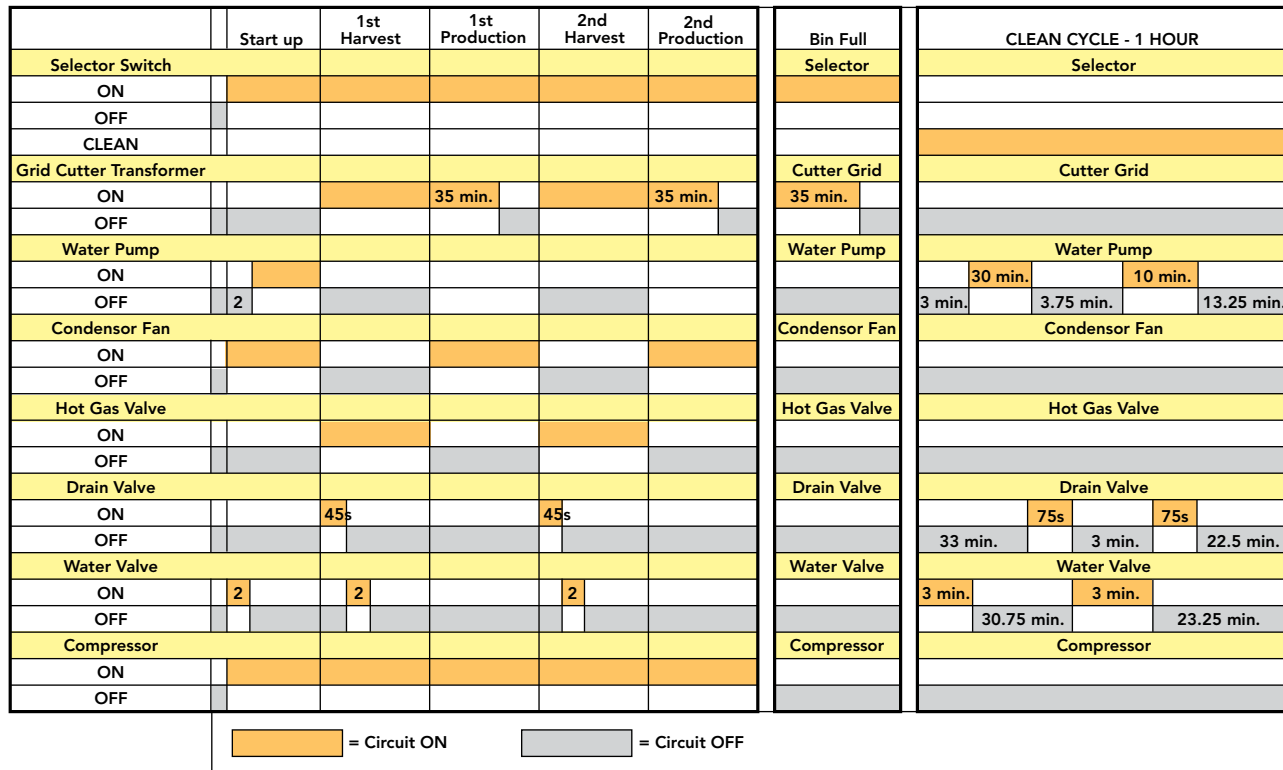 Start up 1st Harvest 1st Production 2nd Harvest 2nd Production Bin Full CLEAN CYCLE - 1 HOUR
Selector Switch Selector Selector
ON
OFF
CLEAN
Grid Cutter Transformer Cutter Grid Cutter Grid
ON 35 min. 35 min. 35 min.
OFF
Water Pump Water Pump Water Pump
ON 30 min. 10 min.
OFF 2 3 min. 3.75 min. 13.25 min.
Condensor Fan Condensor Fan Condensor Fan
ON
OFF
Hot Gas Valve Hot Gas Valve Hot Gas Valve
ON
OFF
Drain Valve Drain Valve Drain Valve
ON 45s 45s 75s 75s
OFF 33 min. 3 min. 22.5 min.
Water Valve Water Valve Water Valve
ON 2 2 2 3 min. 3 min.
OFF 30.75 min. 23.25 min.
Compressor Compressor Compressor
ON
OFF
= Circuit ON = Circuit OFF